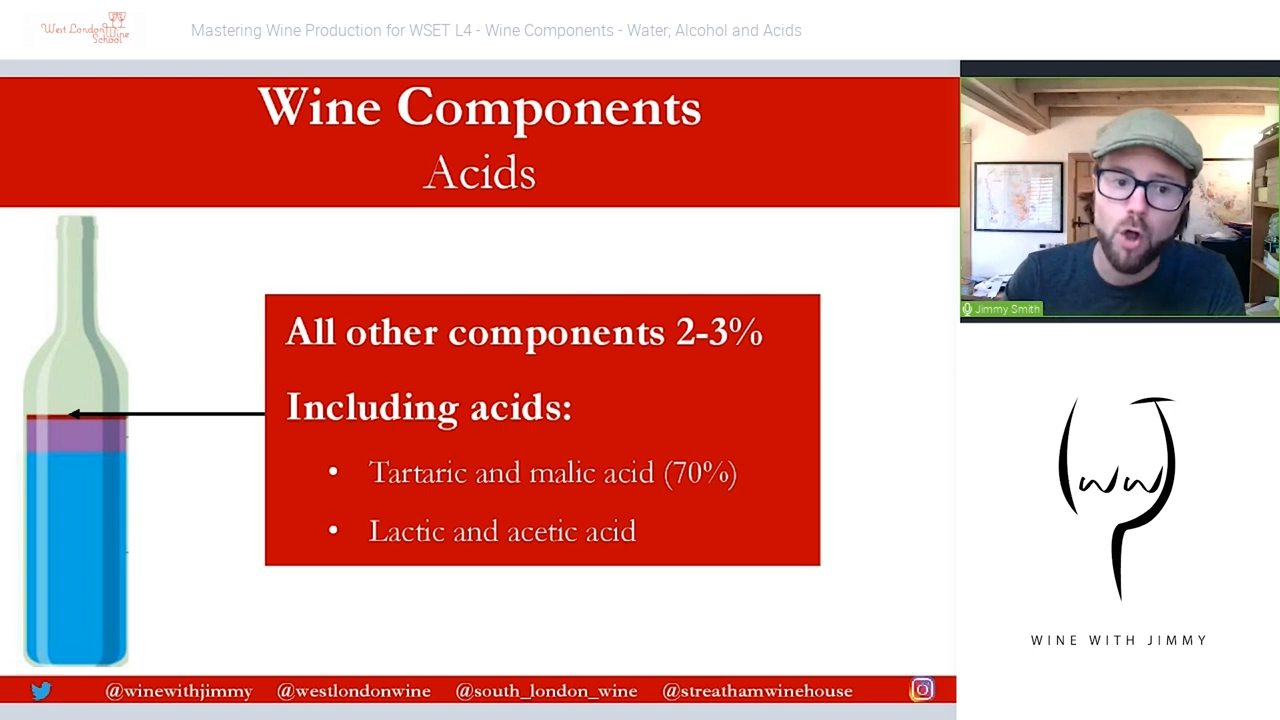 West London Wine School
Mastering Wine Production for WSET L4 - Wine Components - Water, Alcohol and Acids
Wine Components
Acids
All other components 2-3%
Including acids:
• Tartaric and malic acid (70%)
• Lactic and acetic acid
@winewithjimmy @westlondonwine @south_london_wine @streathamwinehouse
Jimmy Smith
WW
WINE WITH JIMMY